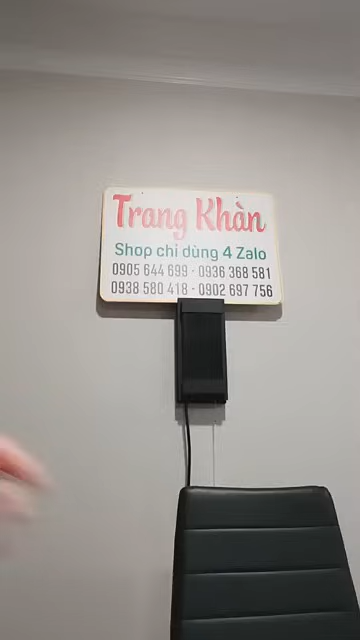 Trang Khàn
Shop chỉ dùng 4 Zalo
0905 644 699 - 0936 368 581
0938 580 418 - 0902 697 756